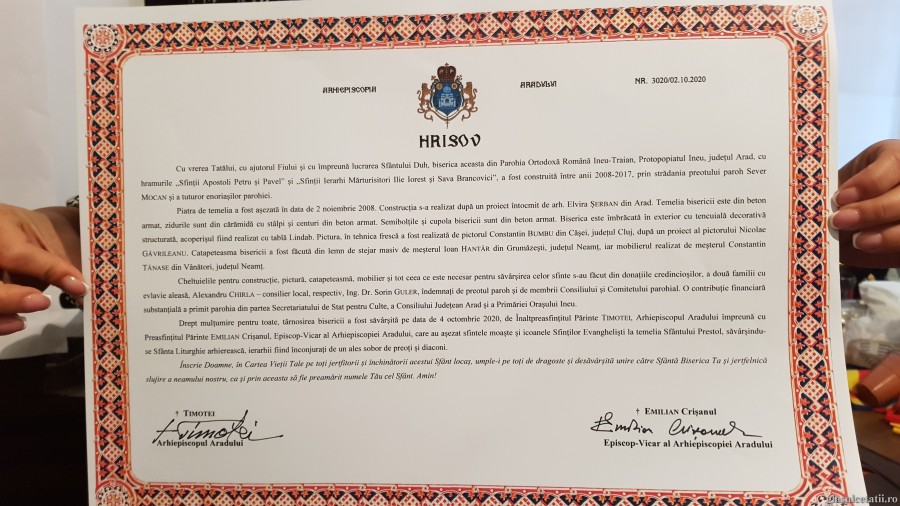 ARHIEPISCOPIA ARADULUI NR. 3020/02.10.2020
HRISOV
Cu vrerea Tatălui, cu ajutorul Fiului și cu împreună lucrarea Sfântului Duh, biserica aceasta din Parohia Ortodoxă Română Ineu-Traian, Protopopiatul Ineu, județul Arad, cu
hramurile „Sfinții Apostoli Petru și Pavel” și „Sfinții Ierarhi Mărturisitori Ilie Iorest și Sava Brancovici”, a fost construită între anii 2008-2017, prin strădania preotului paroh Sever
MOCAN și a tuturor enoriașilor parohiei.
Piatra de temelia a fost așezată în data de 2 noiembrie 2008. Construcția s-a realizat după un proiect întocmit de arh. Elvira ȘERBAN din Arad. Temelia bisericii este din beton
armat, zidurile sunt din cărămidă cu stâlpi și centuri din beton armat. Semibolțile și cupola bisericii sunt din beton armat. Biserica este îmbrăcată în exterior cu tencuială decorativă
structurată, acoperișul fiind realizat cu tablă Lindab. Pictura, în tehnica frescă a fost realizată de pictorul Constantin BUMBU din Cășei, județul Cluj, după un proiect al pictorului Nicolae
GĂVRILEANU. Catapeteasma bisericii a fost făcută din lemn de stejar masiv de meșterul Ioan HANTĂR din Grumăzești, județul Neamț, iar mobilierul realizat de meșterul Constantin
TĂNASE din Vânători, județul Neamț.
Cheltuielile pentru construcție, pictură, catapeteasmă, mobilier și tot ceea ce este necesar pentru săvârșirea celor sfinte s-au făcut din donațiile credincioșilor, a două familii cu
evlavie aleasă, Alexandru CHIRLA – consilier local, respectiv, Ing. Dr. Sorin GULER, îndemnați de preotul paroh și de membrii Consiliului și Comitetului parohial. O contribuție financiară
substanțială a primit parohia din partea Secretariatului de Stat pentru Culte, a Consiliului Județean Arad și a Primăriei Orașului Ineu.
Drept mulțumire pentru toate, târnosirea bisericii a fost săvârșită pe data de 4 octombrie 2020, de Înaltpreasfințitul Părinte TIMOTEI, Arhiepiscopul Aradului împreună cu
Preasfințitul Părinte EMILIAN Crișanul, Episcop-Vicar al Arhiepiscopiei Aradului, care au așezat sfintele moaște și icoanele Sfinților Evangheliști la temelia Sfântului Prestol, săvârșindu-
se Sfânta Liturghie arhierească, ierarhii fiind înconjurați de un ales sobor de preoți și diaconi.
Înscrie Doamne, în Cartea Vieții Tale pe toți jertfitorii și închinătorii acestui Sfânt locaș, umple-i pe toți de dragoste și desăvârșită unire către Sfântă Biserica Ta și jertfelnică
slujire a neamului nostru, ca și prin aceasta să fie preamărit numele Tău cel Sfânt. Amin!
† TIMOTEI † EMILIAN Crișanul
Timotei Emilian Crișanul
Arhiepiscopul Aradului Episcop-Vicar al Arhiepiscopiei Aradului